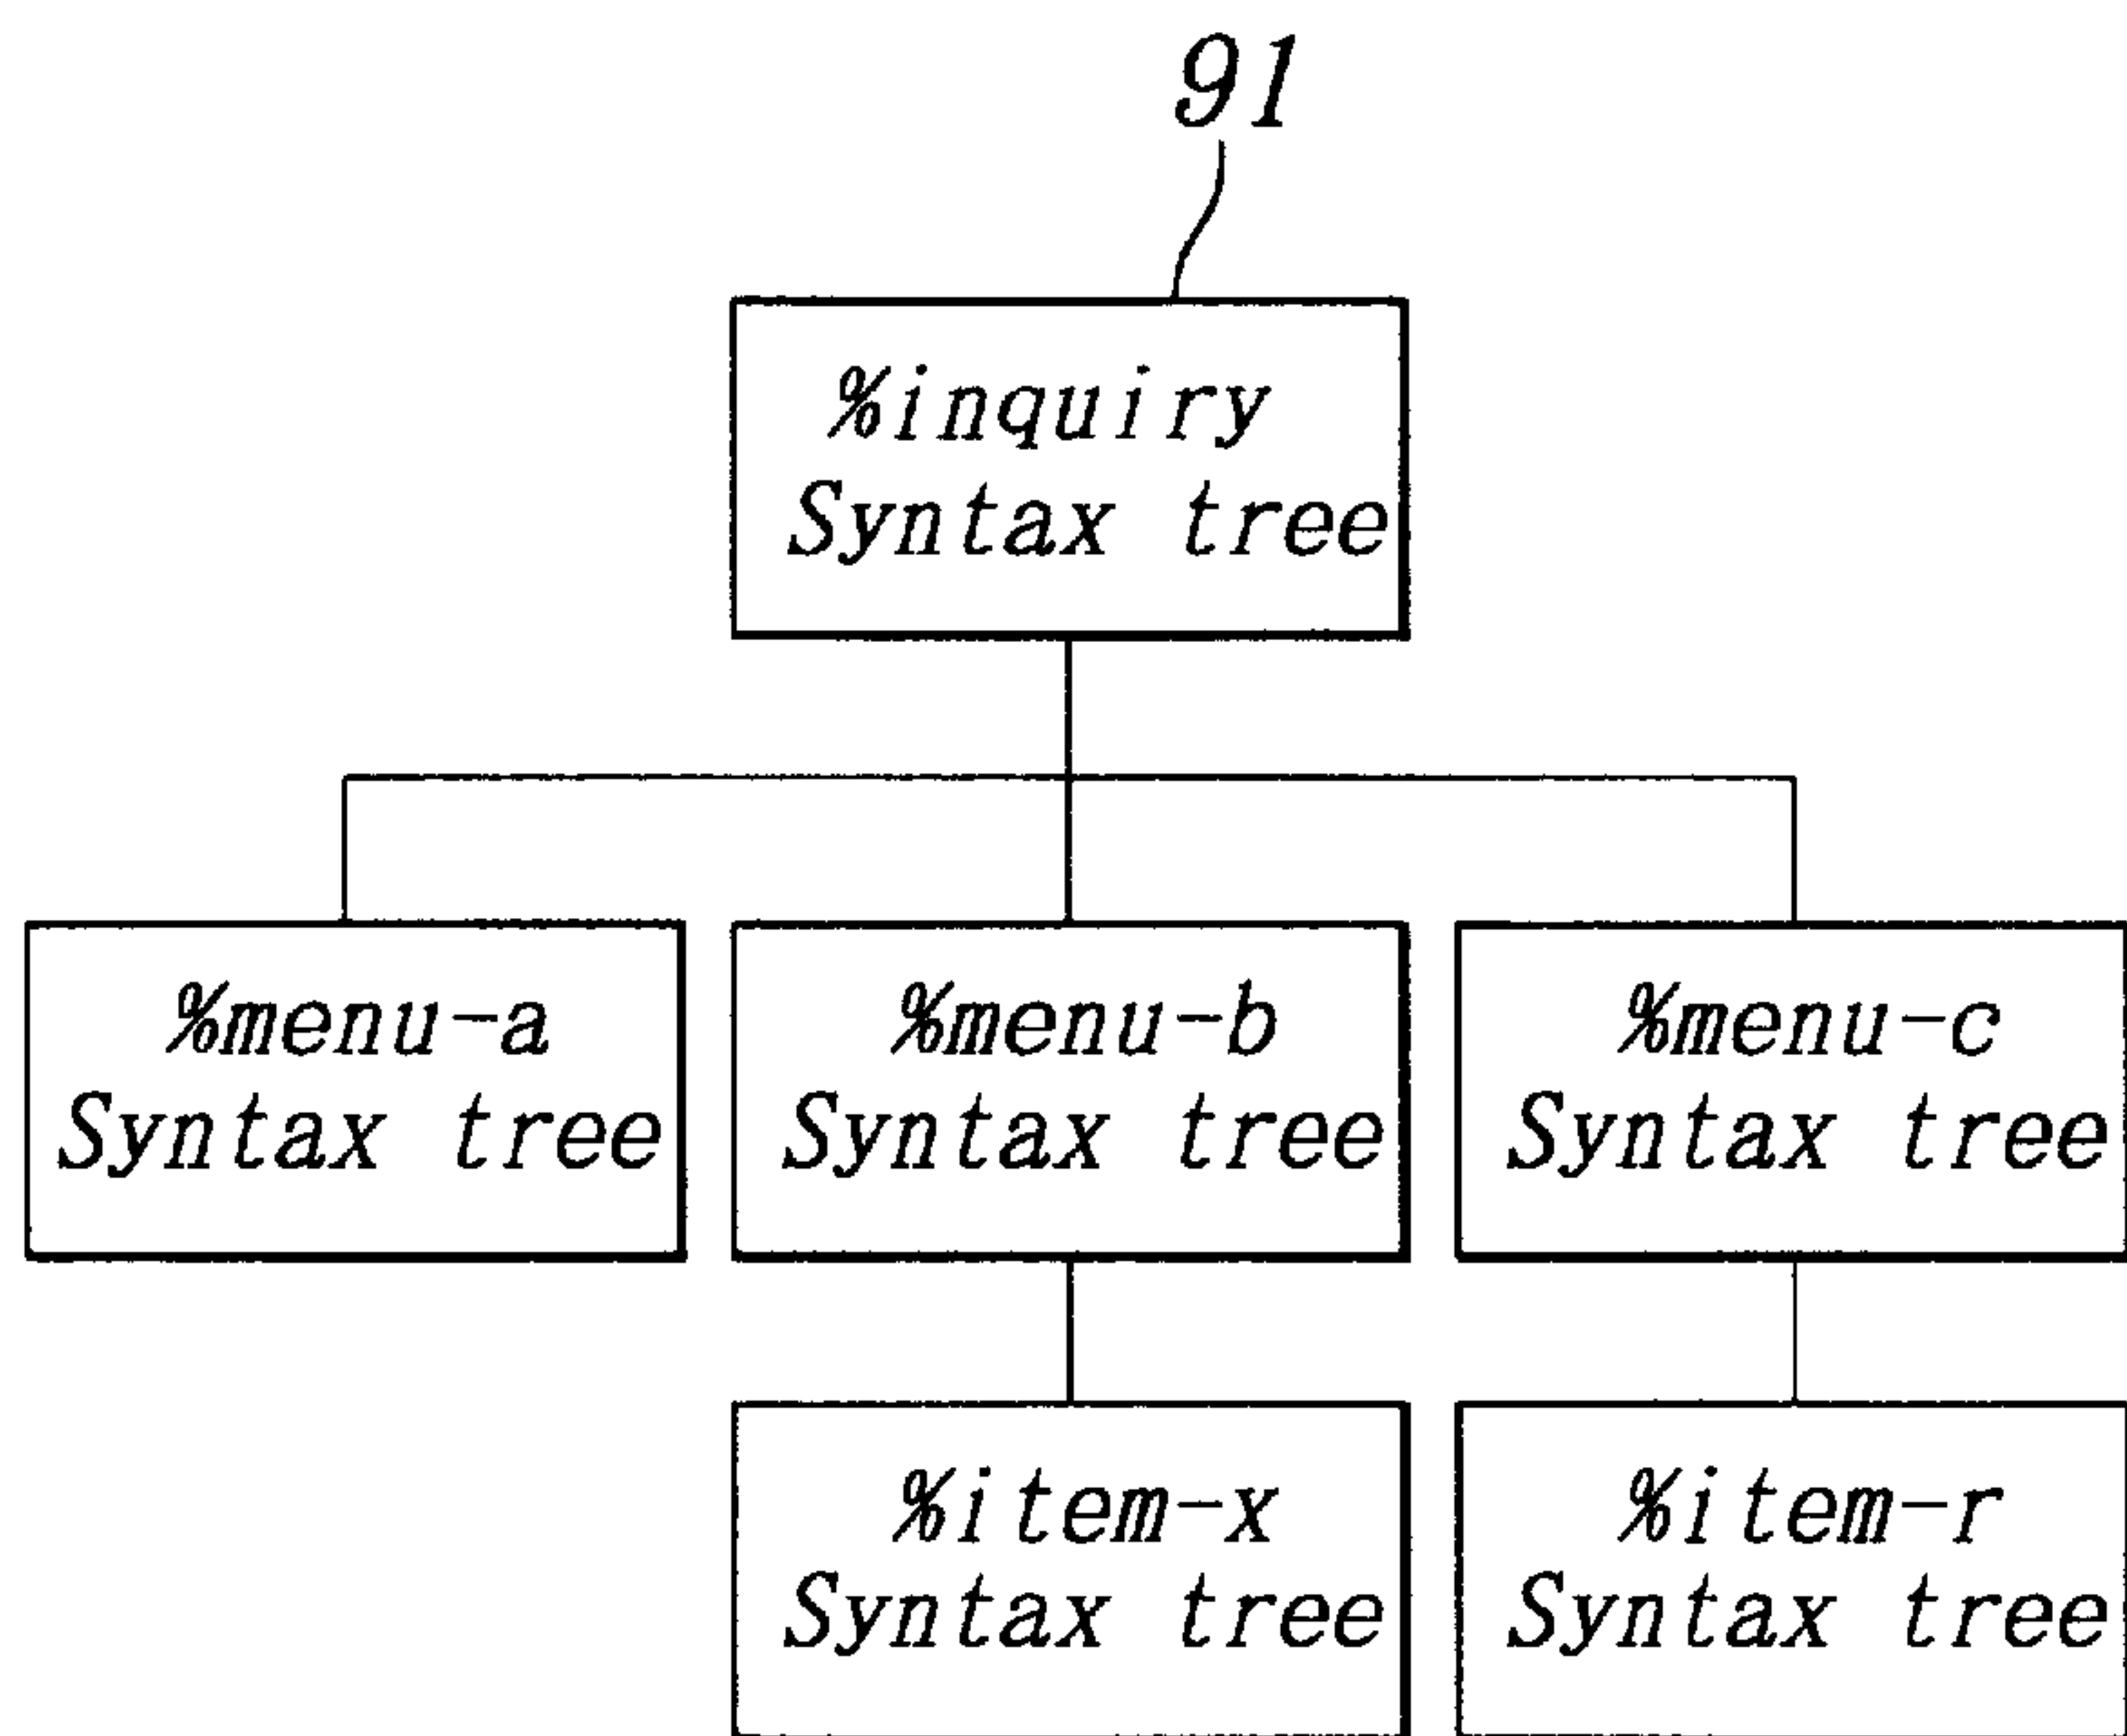 91
%inquiry
Syntax tree
%menu-a
Syntax tree
%menu-b
Syntax tree
%menu-c
Syntax tree
%item-x
Syntax tree
%item-r
Syntax tree